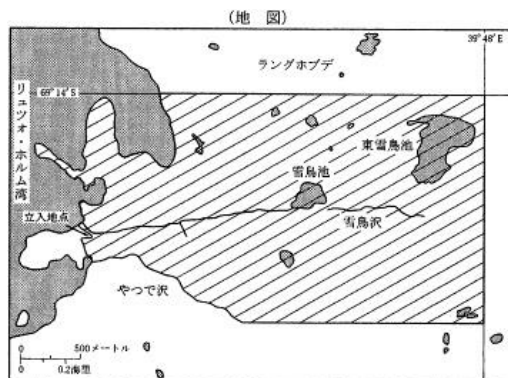 (地 図)
39°48′E
ラングホブデ
69°14′S
リュツォ・ホルム湾
東雪鳥池
雪鳥池
立入地点
雪鳥沢
やつで沢
0 500メートル
0 0.2海里